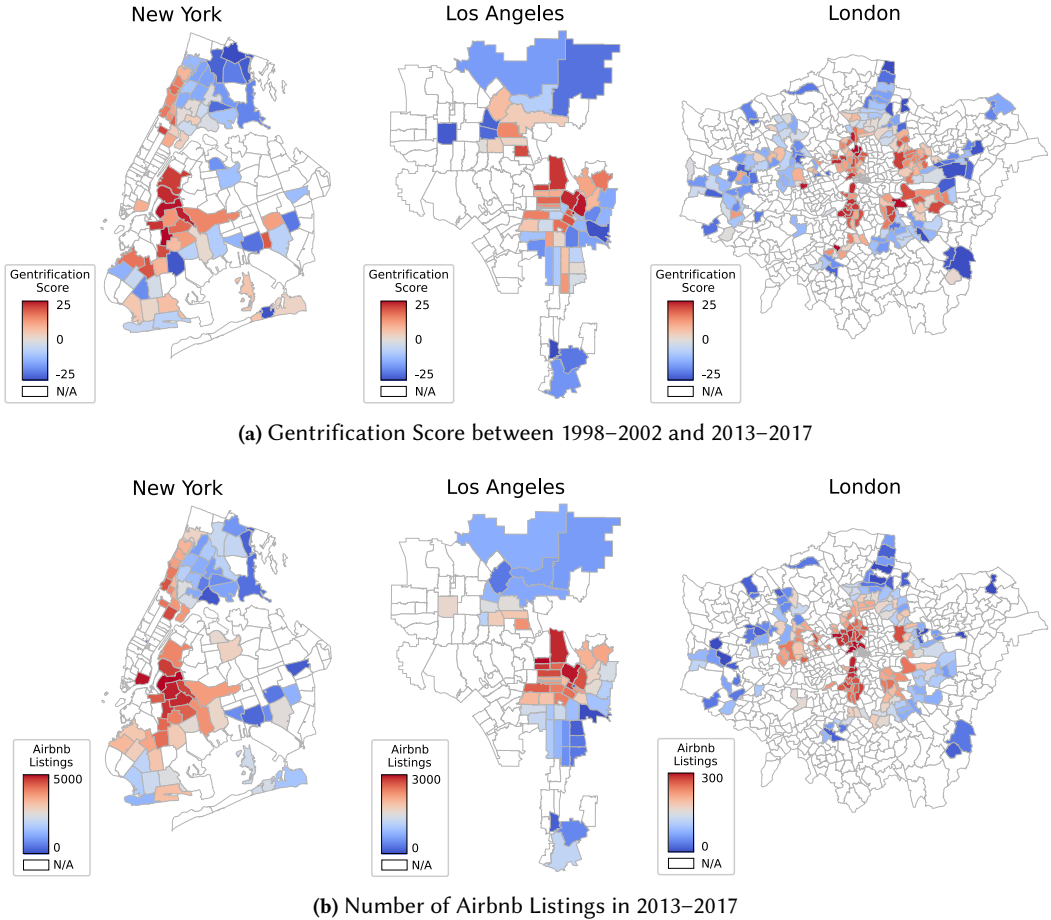 New York
Los Angeles
London
Gentrification
Score
25
0
-25
N/A
Gentrification
Score
25
0
-25
N/A
Gentrification
Score
25
0
-25
N/A
(a) Gentrification Score between 1998–2002 and 2013–2017
New York
Los Angeles
London
Airbnb
Listings
5000
0
N/A
Airbnb
Listings
3000
0
N/A
Airbnb
Listings
300
0
N/A
(b) Number of Airbnb Listings in 2013–2017